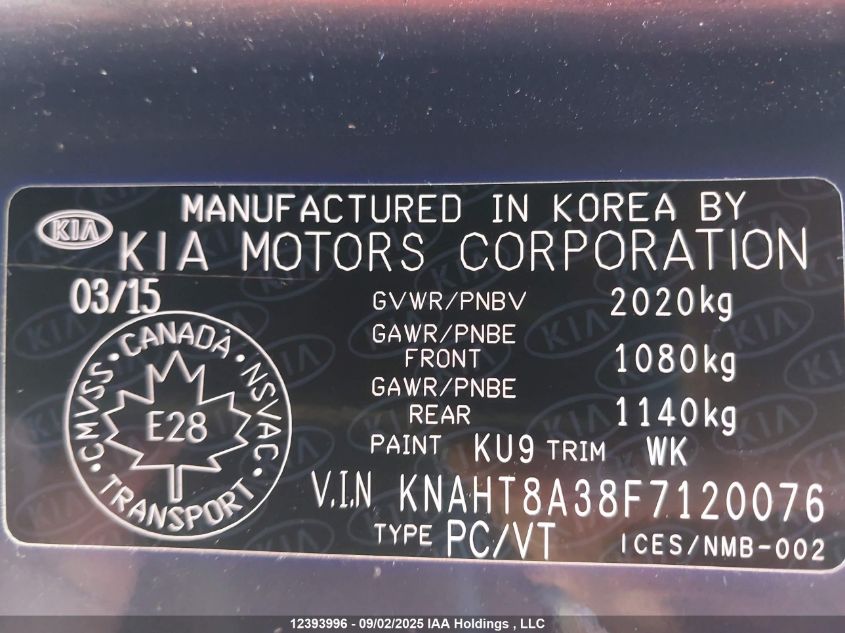 MANUFACTURED IN KOREA BY
KIA
KIA MOTORS CORPORATION
03/15
GVWR/PNBV 2020kg
GAWR/PNBE FRONT 1080kg
GAWR/PNBE REAR 1140kg
PAINT KU9 TRIM WK
CANADA • NSVAC • TRANSPORT • CMVSS •
E28
V.I.N KNAHT8A38F7120076
TYPE PC/VT ICES/NMB-002
12393996 - 09/02/2025 IAA Holdings , LLC